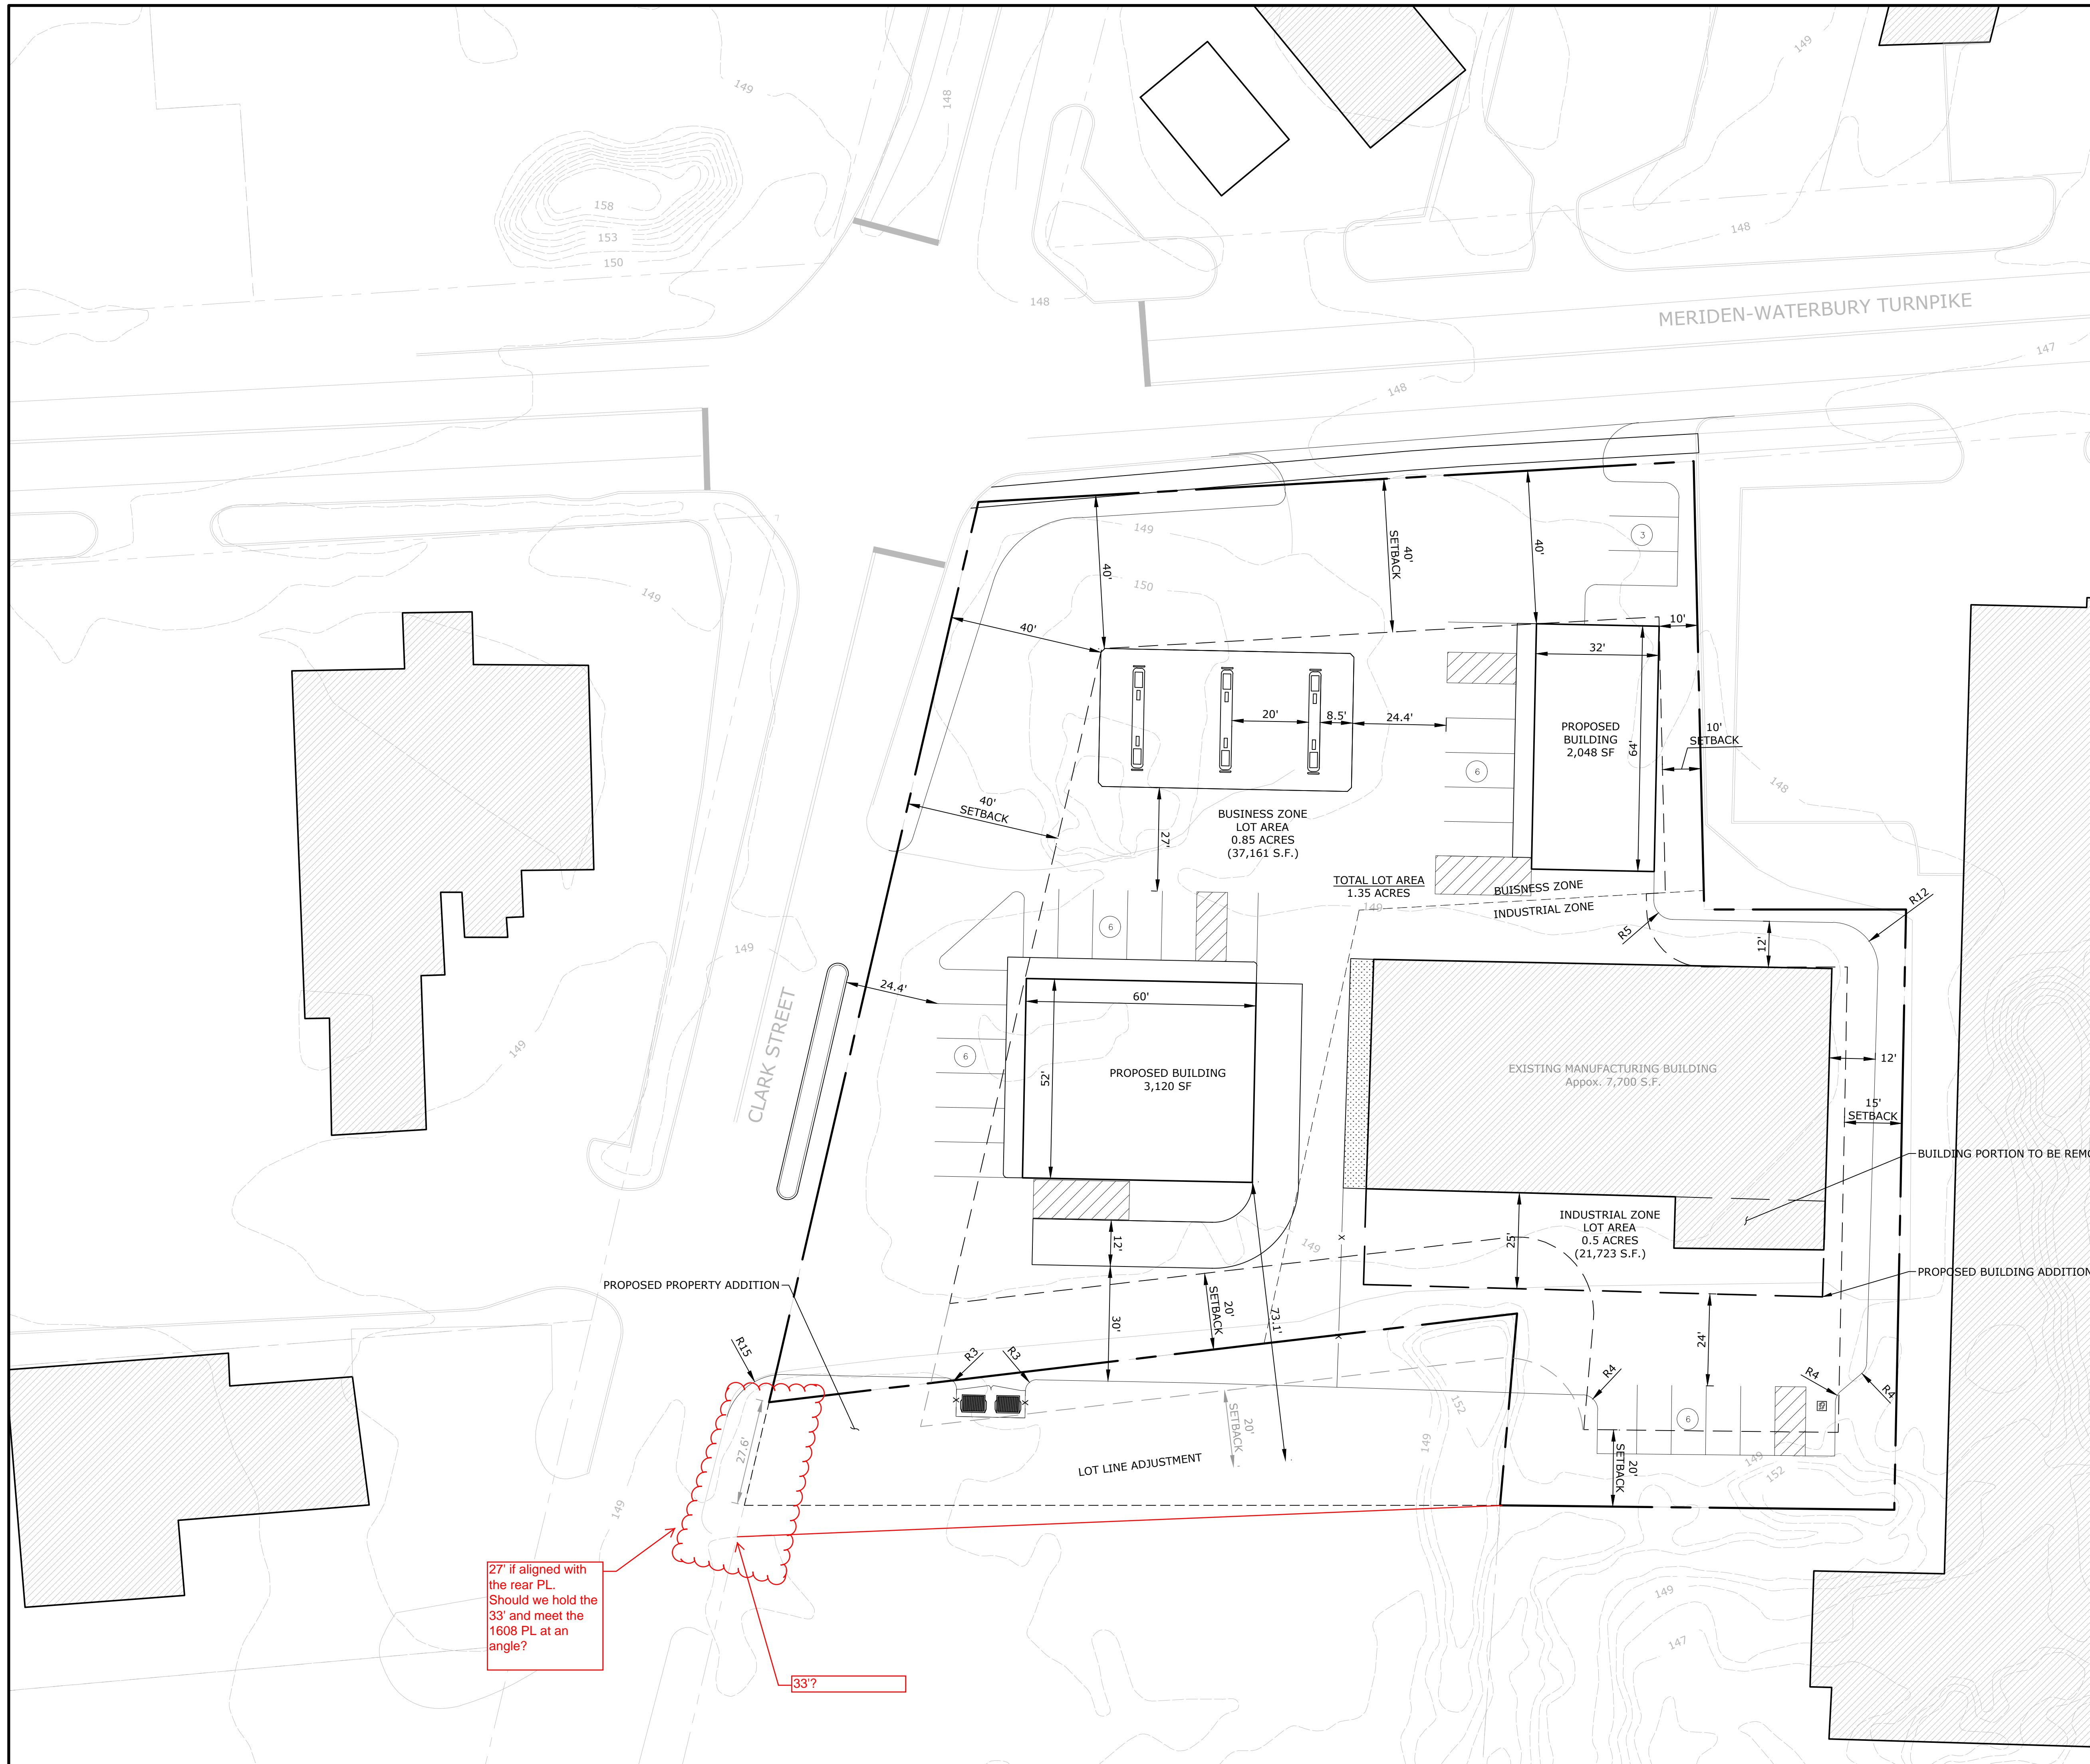 149
148
149
158
153
150
148
148
MERIDEN-WATERBURY TURNPIKE
147
148
149
40'
SETBACK
40'
40'
3
150
149
40'
10'
32'
20'
8.5'
24.4'
PROPOSED
BUILDING
2,048 SF
64'
10'
SETBACK
6
148
40'
SETBACK
27'
BUSINESS ZONE
LOT AREA
0.85 ACRES
(37,161 S.F.)
TOTAL LOT AREA
1.35 ACRES
BUISNESS ZONE
149
INDUSTRIAL ZONE
R12
R5
12'
6
149
CLARK STREET
24.4'
60'
149
6
52'
PROPOSED BUILDING
3,120 SF
EXISTING MANUFACTURING BUILDING
Appox. 7,700 S.F.
12'
15'
SETBACK
BUILDING PORTION TO BE REMO
INDUSTRIAL ZONE
LOT AREA
0.5 ACRES
(21,723 S.F.)
25'
12'
149
x
PROPOSED PROPERTY ADDITION
PROPOSED BUILDING ADDITION
20'
SETBACK
73.1'
30'
24'
x
R15
R3
R3
R4
R4
R4
x
x
152
149
6
20'
SETBACK
27.6'
LOT LINE ADJUSTMENT
149
152
20'
SETBACK
149
27' if aligned with
the rear PL.
Should we hold the
33' and meet the
1608 PL at an
angle?
149
147
33'?